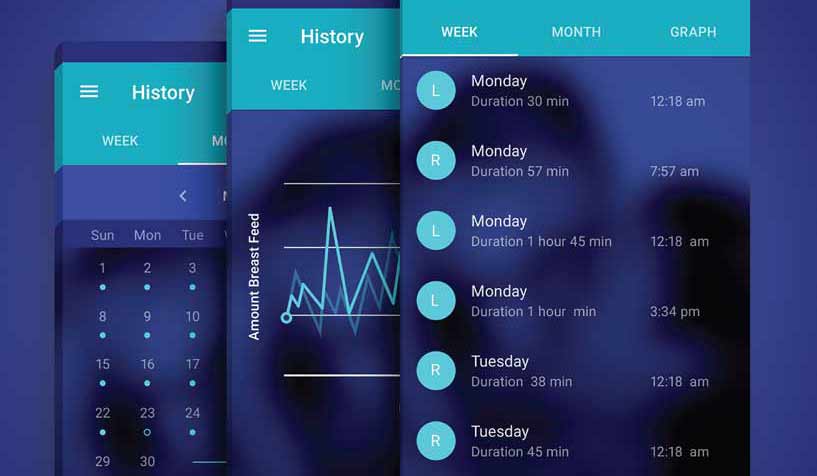 History
WEEK
Sun Mon Tue
1 2 3
8 9 10
15 16 17
22 23 24
29 30
History
WEEK
Amount Breast Feed
WEEK MONTH GRAPH
L
Monday
Duration 30 min
12:18 am
R
Monday
Duration 57 min
7:57 am
L
Monday
Duration 1 hour 45 min
12:18 am
L
Monday
Duration 1 hour min
3:34 pm
R
Tuesday
Duration 38 min
12:18 am
R
Tuesday
Duration 45 min
12:18 am